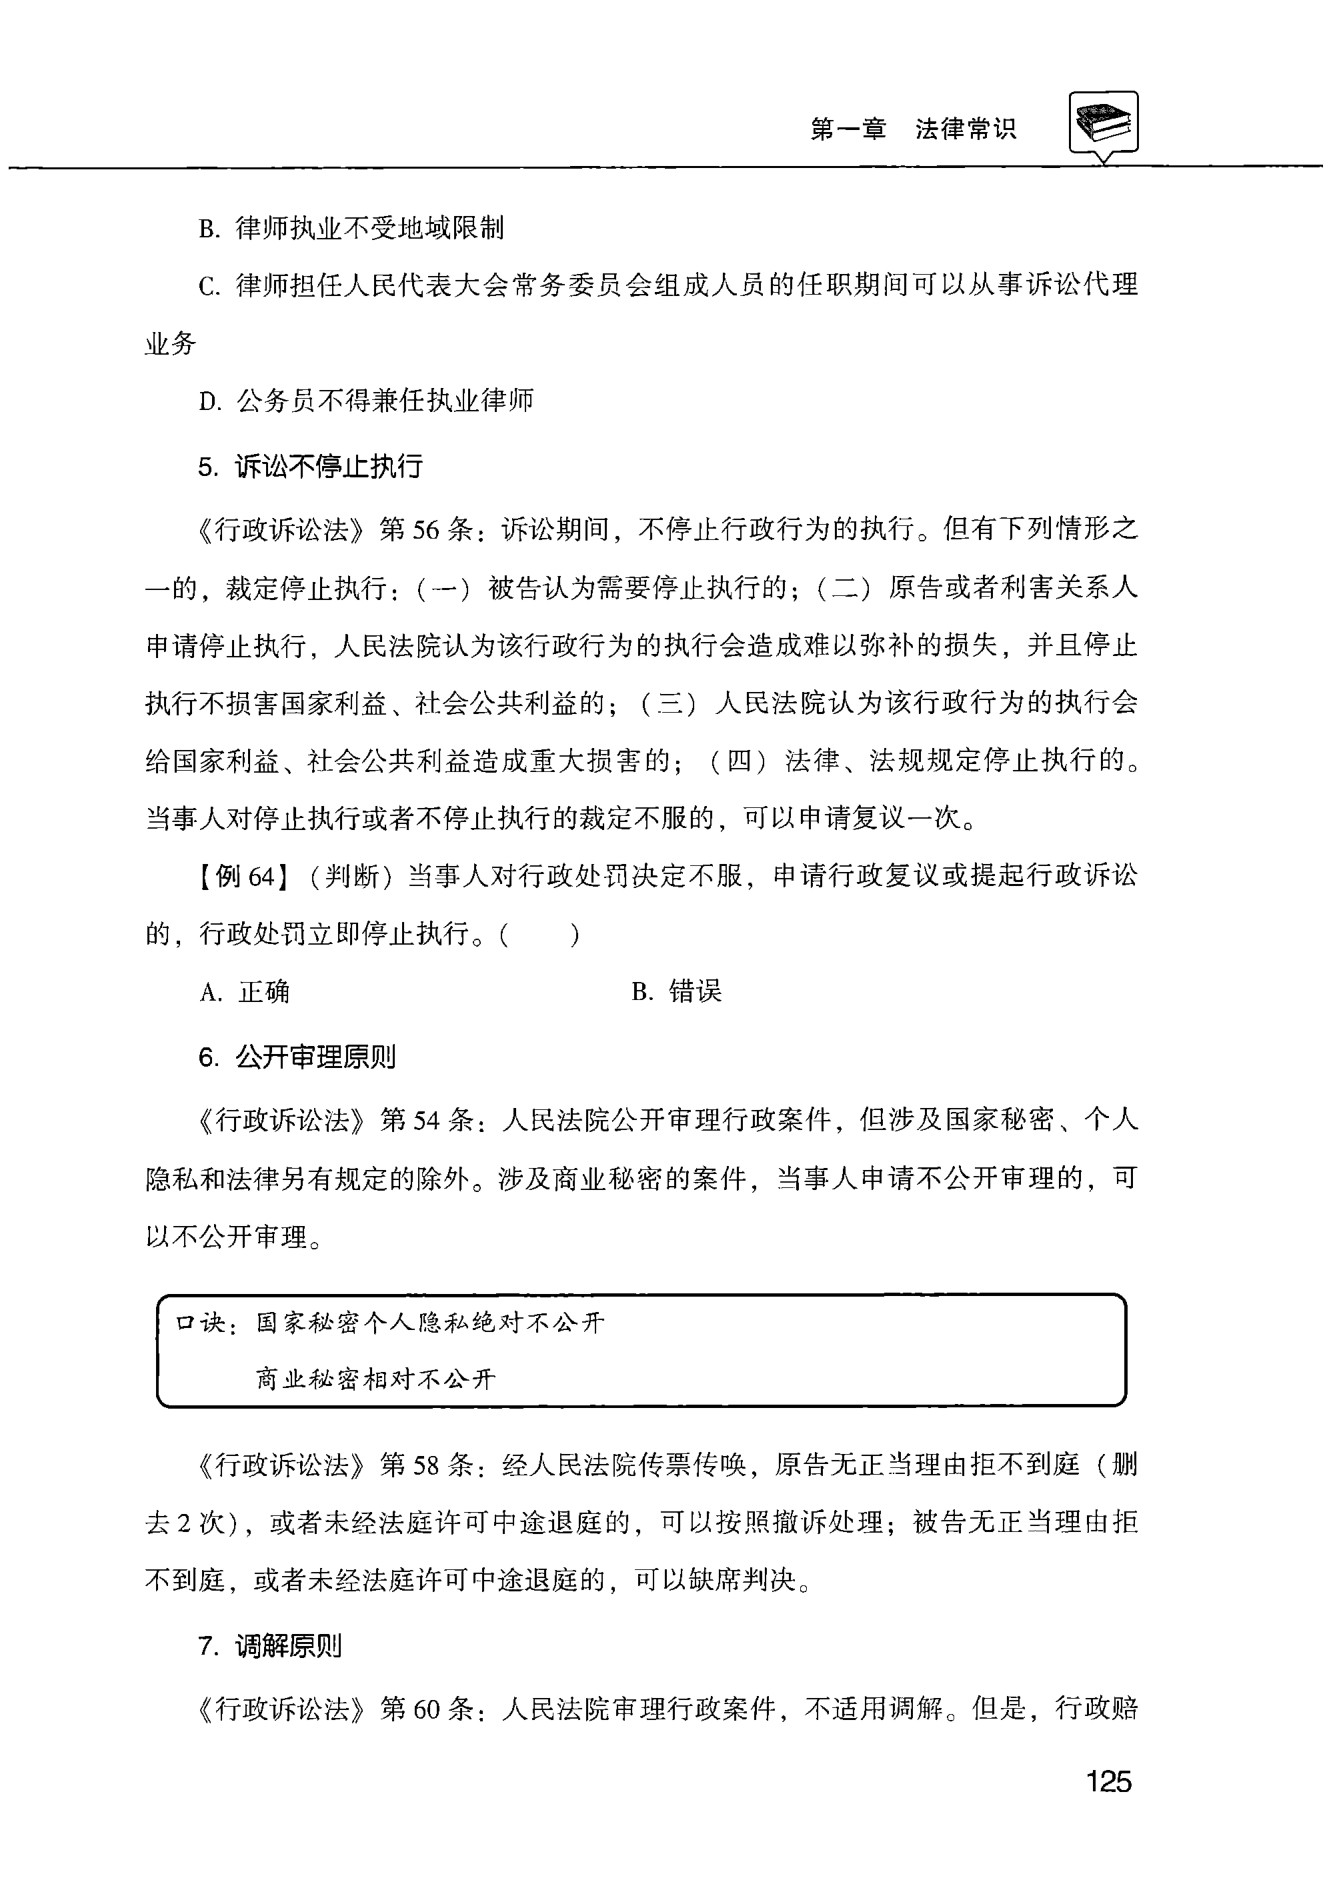 第一章　法律常识
B. 律师执业不受地域限制
C. 律师担任人民代表大会常务委员会组成人员的任职期间可以从事诉讼代理
业务
D. 公务员不得兼任执业律师
5. 诉讼不停止执行
《行政诉讼法》第 56 条：诉讼期间，不停止行政行为的执行。但有下列情形之
一的，裁定停止执行：（一）被告认为需要停止执行的；（二）原告或者利害关系人
申请停止执行，人民法院认为该行政行为的执行会造成难以弥补的损失，并且停止
执行不损害国家利益、社会公共利益的；（三）人民法院认为该行政行为的执行会
给国家利益、社会公共利益造成重大损害的；（四）法律、法规规定停止执行的。
当事人对停止执行或者不停止执行的裁定不服的，可以申请复议一次。
【例 64】（判断）当事人对行政处罚决定不服，申请行政复议或提起行政诉讼
的，行政处罚立即停止执行。（　　）
A. 正确　　B. 错误
6. 公开审理原则
《行政诉讼法》第 54 条：人民法院公开审理行政案件，但涉及国家秘密、个人
隐私和法律另有规定的除外。涉及商业秘密的案件，当事人申请不公开审理的，可
以不公开审理。
口诀：国家秘密个人隐私绝对不公开
商业秘密相对不公开
《行政诉讼法》第 58 条：经人民法院传票传唤，原告无正当理由拒不到庭（删
去 2 次），或者未经法庭许可中途退庭的，可以按照撤诉处理；被告无正当理由拒
不到庭，或者未经法庭许可中途退庭的，可以缺席判决。
7. 调解原则
《行政诉讼法》第 60 条：人民法院审理行政案件，不适用调解。但是，行政赔
125